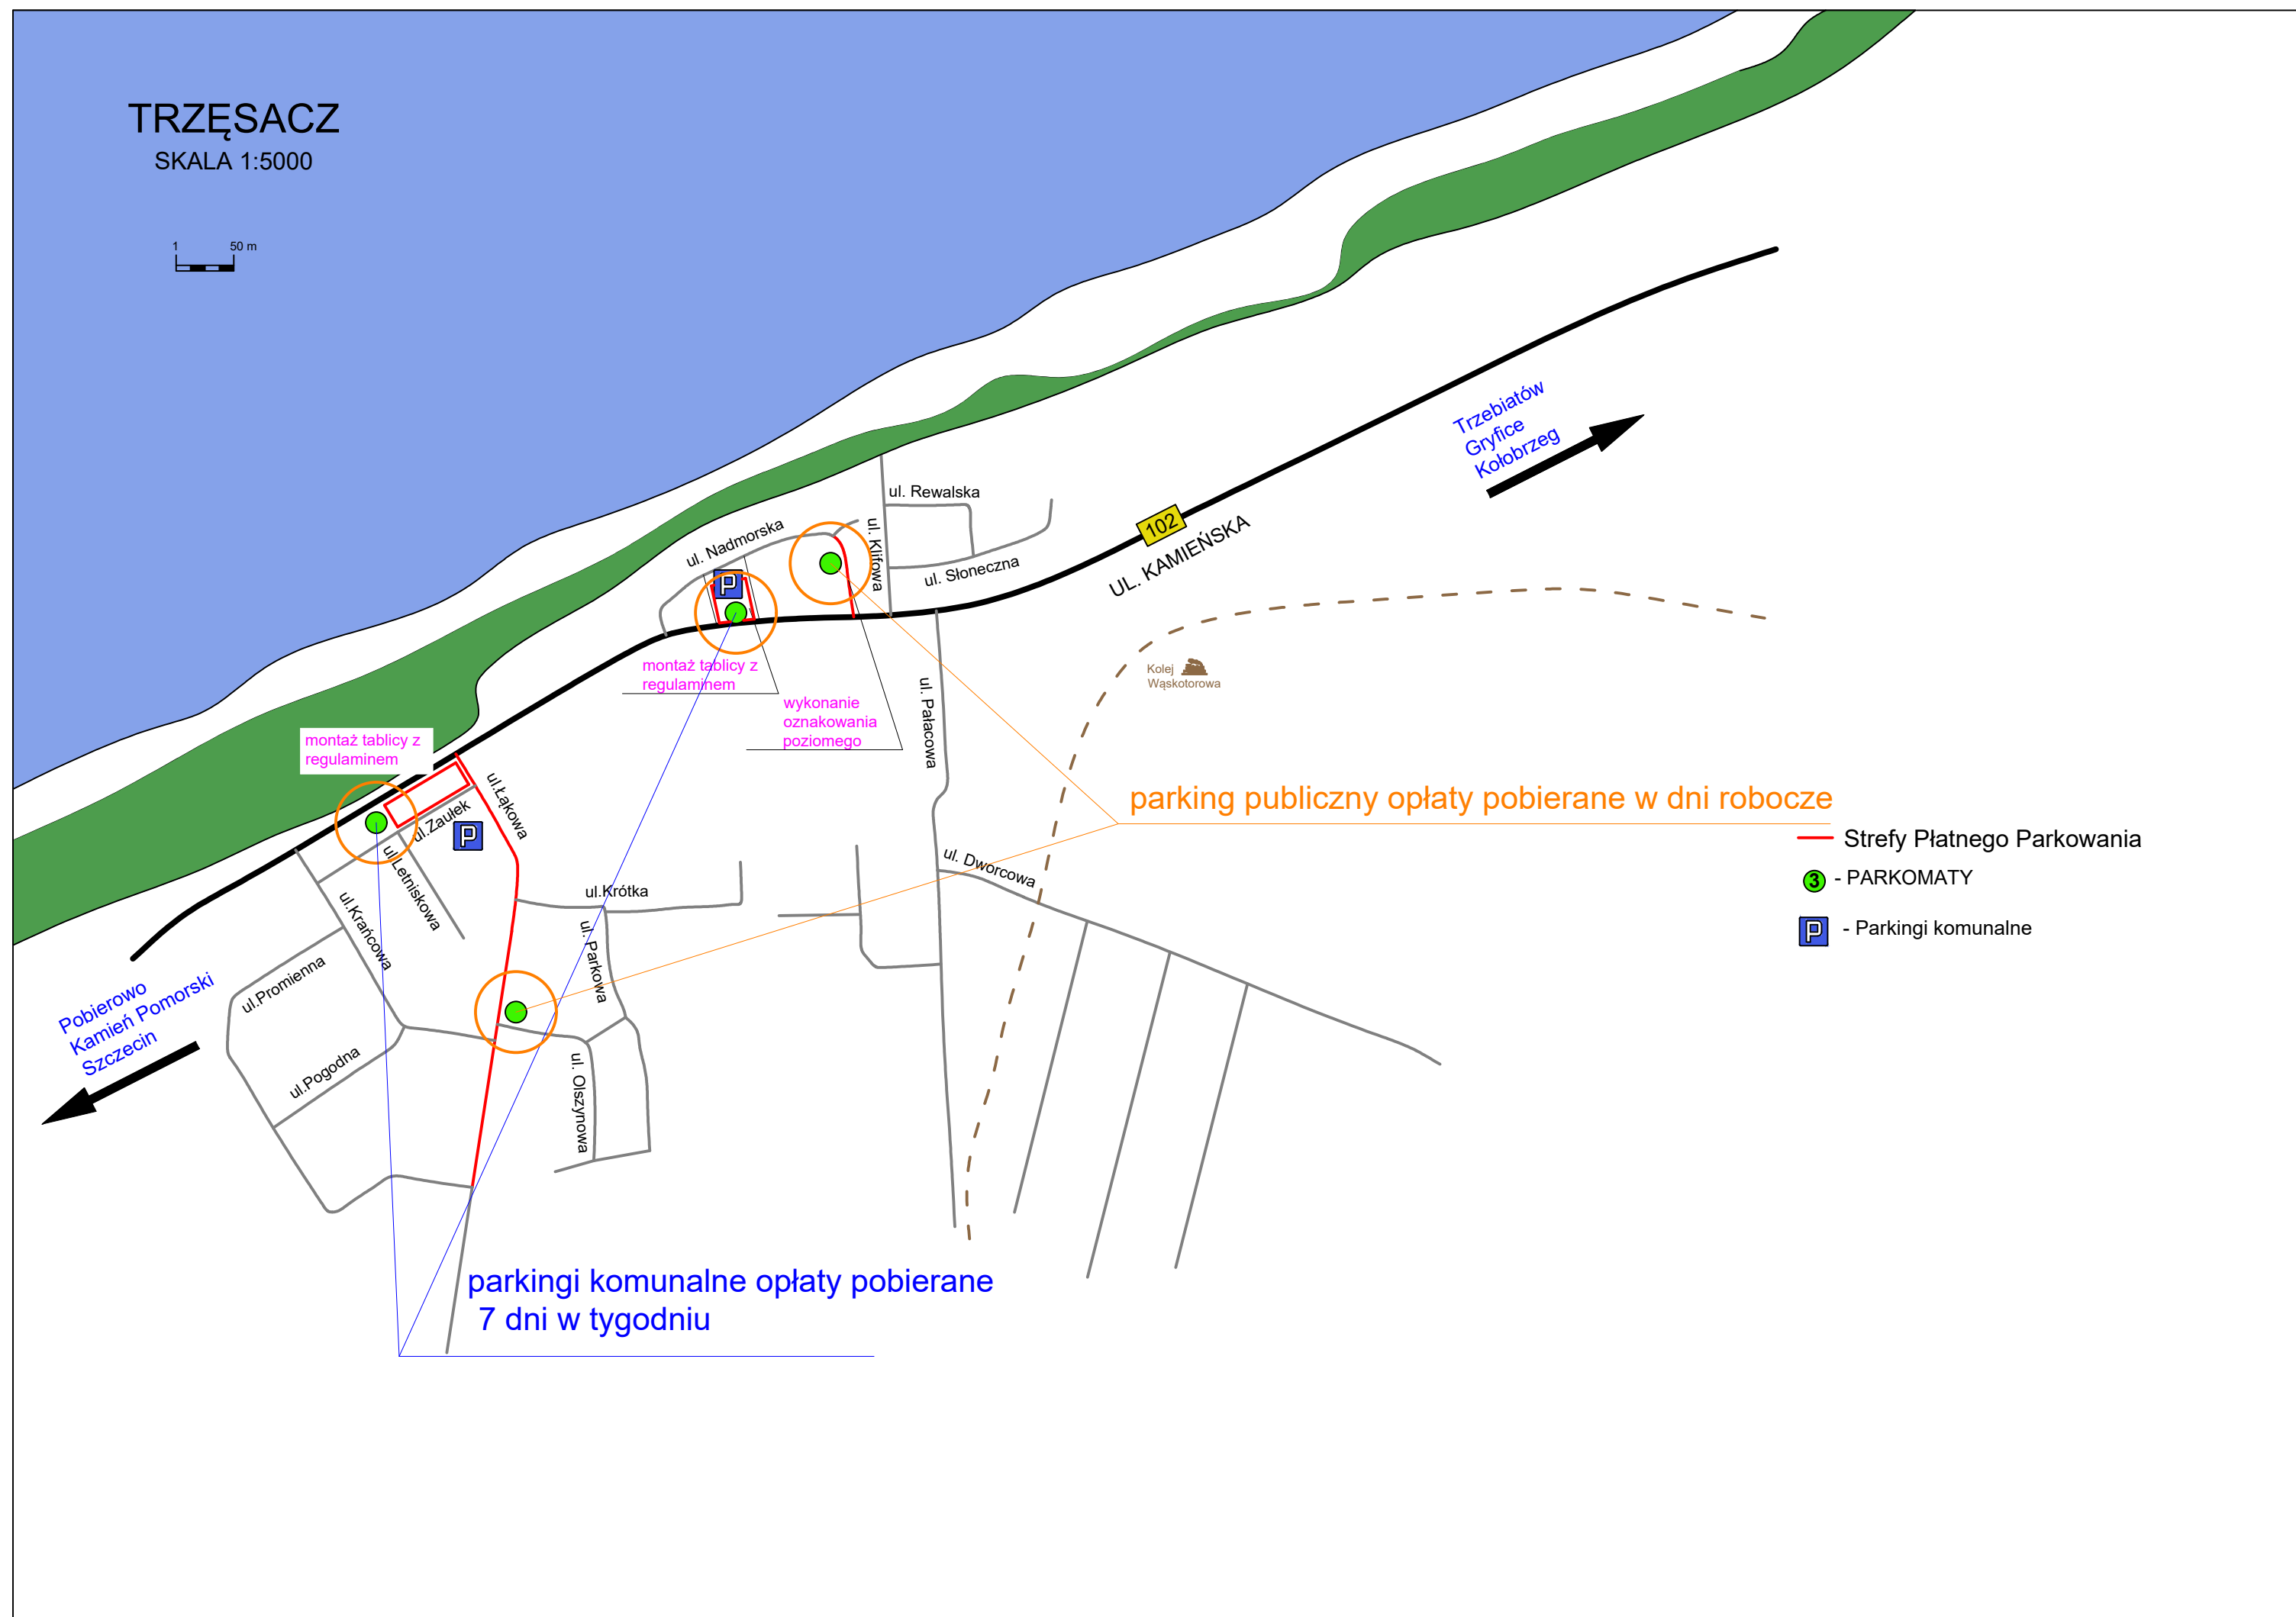 TRZĘSACZ
SKALA 1:5000
1 50 m
Trzebiatów
Gryfice
Kołobrzeg
102
UL. KAMIEŃSKA
ul. Rewalska
ul. Nadmorska
ul. Klifowa
ul. Słoneczna
P
montaż tablicy z
regulaminem
wykonanie
oznakowania
poziomego
Kolej
Wąskotorowa
ul. Pałacowa
montaż tablicy z
regulaminem
ul.Łąkowa
ul.Zaułek
P
ul.Letniskowa
ul.Krańcowa
ul.Krótka
ul. Parkowa
ul. Dworcowa
parking publiczny opłaty pobierane w dni robocze
Strefy Płatnego Parkowania
3 - PARKOMATY
P - Parkingi komunalne
ul.Promienna
Pobierowo
Kamień Pomorski
Szczecin
ul.Pogodna
ul. Olszynowa
parkingi komunalne opłaty pobierane
7 dni w tygodniu